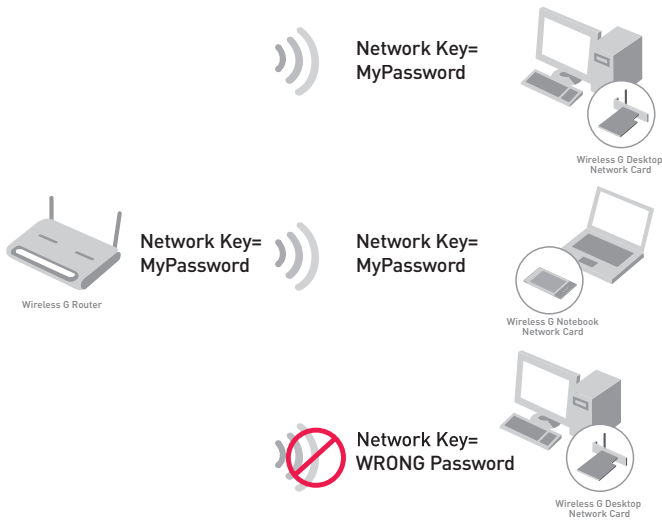 Network Key=
MyPassword
Wireless G Desktop
Network Card
Network Key=
MyPassword
Wireless G Router
Network Key=
MyPassword
Wireless G Notebook
Network Card
Network Key=
WRONG Password
Wireless G Desktop
Network Card